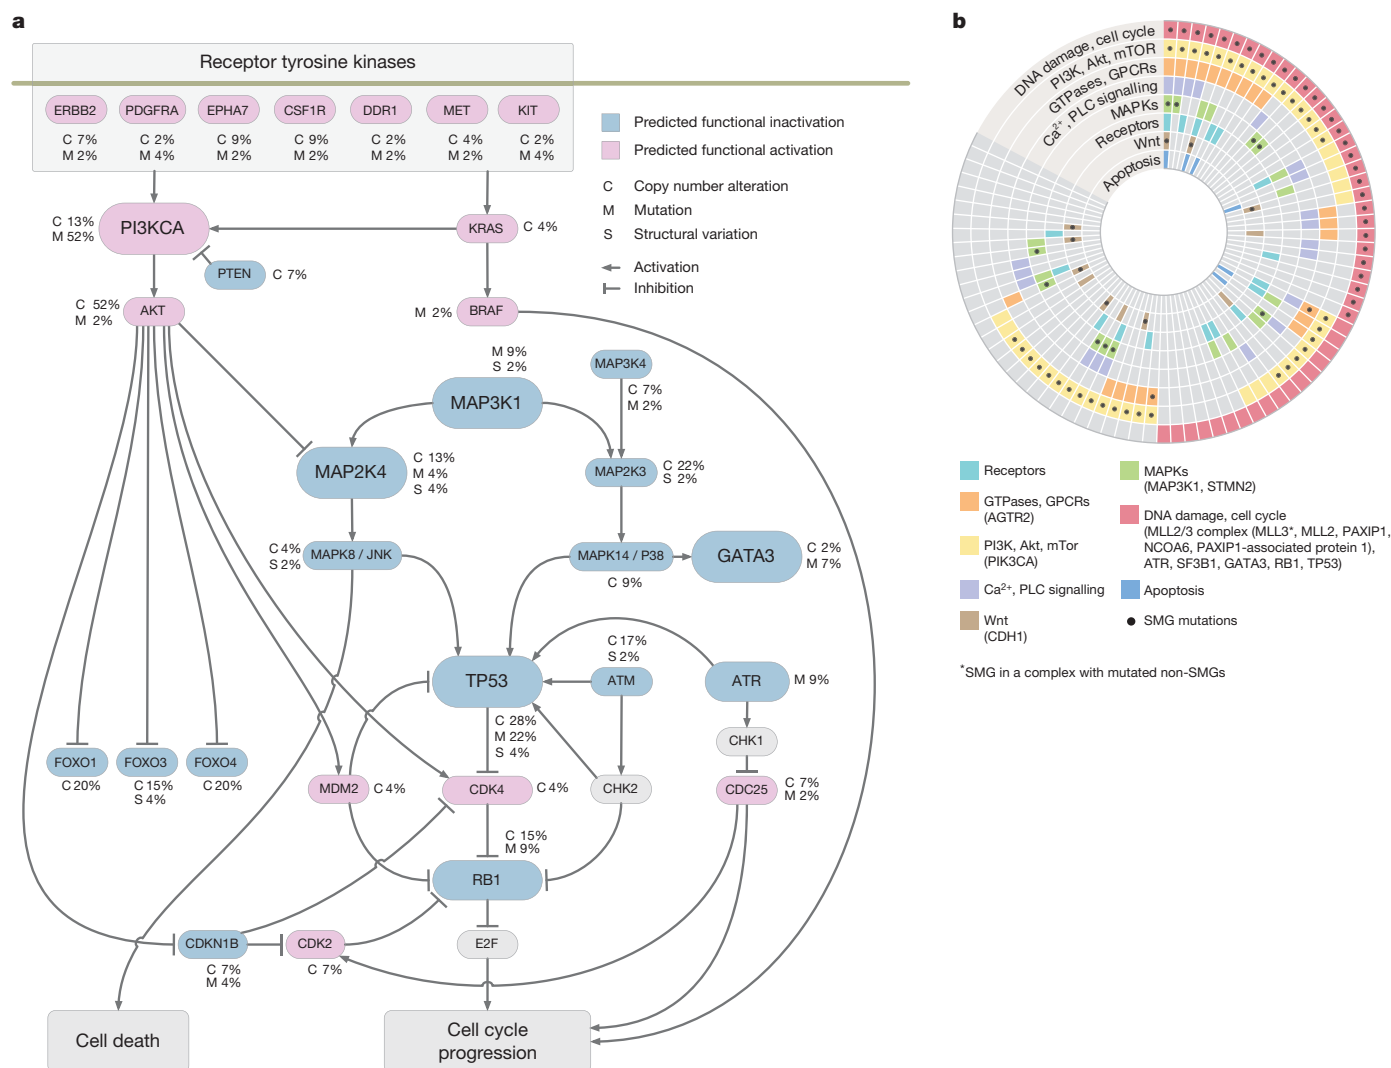 a
Receptor tyrosine kinases
ERBB2
PDGFRA
EPHA7
CSF1R
DDR1
MET
KIT
C 7%
M 2%
C 2%
M 4%
C 9%
M 2%
C 9%
M 2%
C 2%
M 2%
C 4%
M 2%
C 2%
M 4%
Predicted functional inactivation
Predicted functional activation
C Copy number alteration
M Mutation
S Structural variation
Activation
Inhibition
C 13%
M 52%
PI3KCA
KRAS
C 4%
PTEN
C 7%
C 52%
M 2%
AKT
M 2%
BRAF
M 9%
S 2%
MAP3K1
MAP3K4
C 7%
M 2%
MAP2K4
C 13%
M 4%
S 4%
MAP2K3
C 22%
S 2%
C 4%
S 2%
MAPK8 / JNK
MAPK14 / P38
C 9%
GATA3
C 2%
M 7%
TP53
C 28%
M 22%
S 4%
C 17%
S 2%
ATM
ATR
M 9%
CHK1
FOXO1
C 20%
FOXO3
C 15%
S 4%
FOXO4
C 20%
MDM2
C 4%
CDK4
C 4%
CHK2
CDC25
C 7%
M 2%
C 15%
M 9%
RB1
CDKN1B
C 7%
M 4%
CDK2
C 7%
E2F
Cell death
Cell cycle
progression
b
DNA damage, cell cycle
PI3K, Akt, mTOR
GTPases, GPCRs
Ca2+, PLC signalling
MAPKs
Receptors
Wnt
Apoptosis
Receptors
GTPases, GPCRs
(AGTR2)
PI3K, Akt, mTor
(PIK3CA)
Ca2+, PLC signalling
Wnt
(CDH1)
MAPKs
(MAP3K1, STMN2)
DNA damage, cell cycle
(MLL2/3 complex (MLL3*, MLL2, PAXIP1,
NCOA6, PAXIP1-associated protein 1),
ATR, SF3B1, GATA3, RB1, TP53)
Apoptosis
SMG mutations
*SMG in a complex with mutated non-SMGs